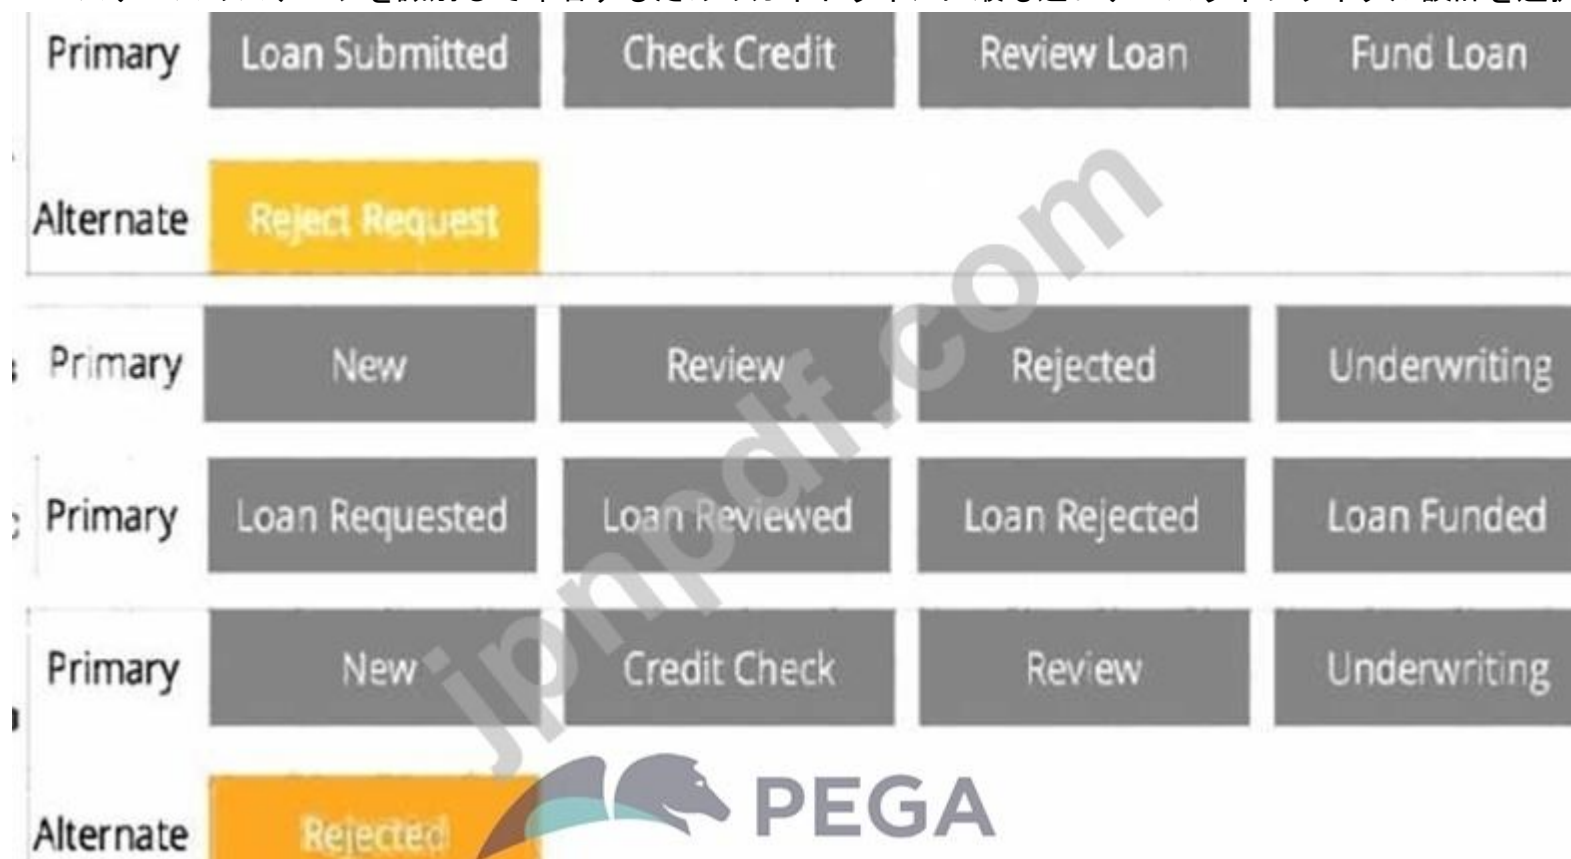 Primary Loan Submitted Check Credit Review Loan Fund Loan
Alternate Reject Request
Primary New Review Rejected Underwriting
Primary Loan Requested Loan Reviewed Loan Rejected Loan Funded
Primary New Credit Check Review Underwriting
Alternate Rejected
PEGA
jpnpdf.com